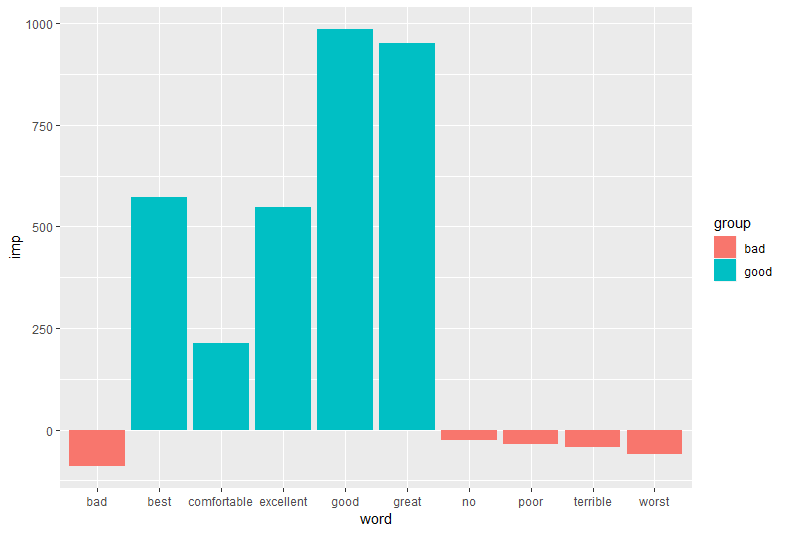 1000
750
500
250
0
imp
bad best comfortable excellent good great no poor terrible worst
word
group
bad
good